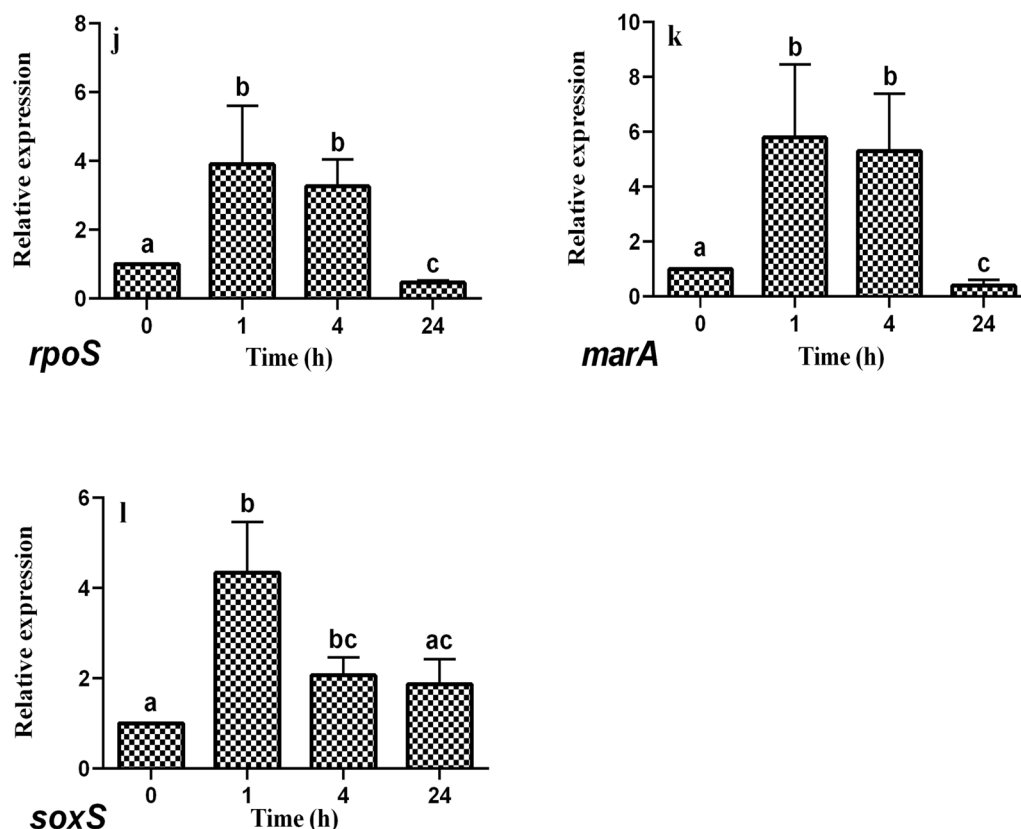 j
Relative expression
8
6
4
2
0
a
b
b
c
0 1 4 24
rpoS
Time (h)
k
Relative expression
10
8
6
4
2
0
a
b
b
c
0 1 4 24
marA
Time (h)
l
Relative expression
6
4
2
0
a
b
bc
ac
0 1 4 24
soxS
Time (h)